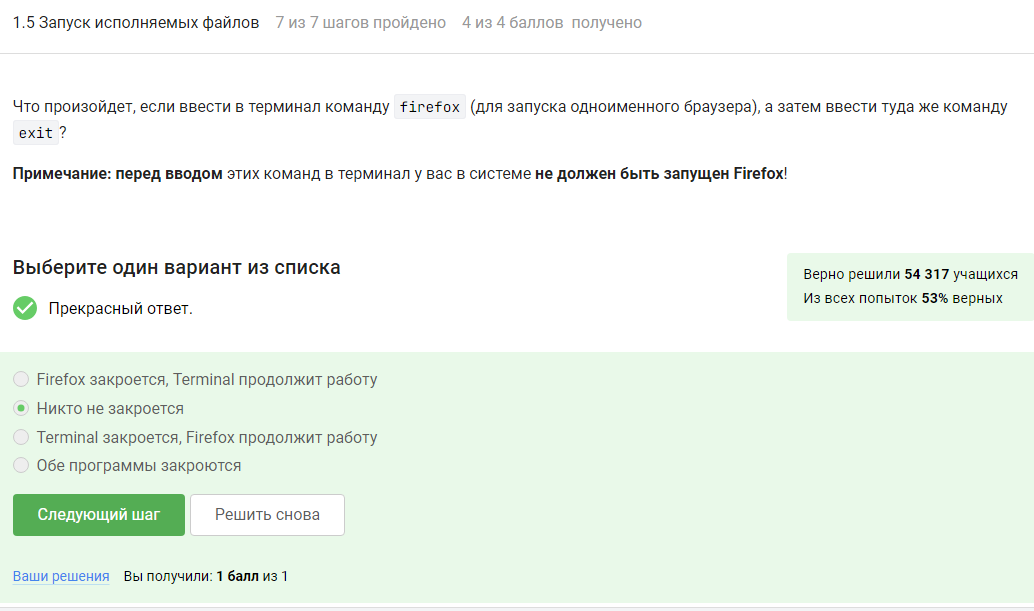 1.5 Запуск исполняемых файлов 7 из 7 шагов пройдено 4 из 4 баллов получено
Что произойдет, если ввести в терминал команду firefox (для запуска одноименного браузера), а затем ввести туда же команду
exit ?
Примечание: перед вводом этих команд в терминал у вас в системе не должен быть запущен Firefox!
Выберите один вариант из списка
Прекрасный ответ.
Верно решили 54 317 учащихся
Из всех попыток 53% верных
Firefox закроется, Terminal продолжит работу
Никто не закроется
Terminal закроется, Firefox продолжит работу
Обе программы закроются
Следующий шаг Решить снова
Ваши решения Вы получили: 1 балл из 1